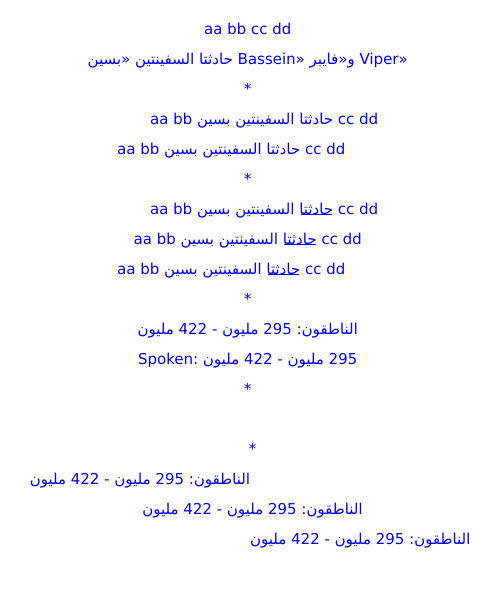 aa bb cc dd
حادثتا السفينتين «بسين Bassein» و«فايبر Viper»
*
aa bb حادثتا السفينتين بسين cc dd
aa bb حادثتا السفينتين بسين cc dd
*
aa bb حادثتا السفينتين بسين cc dd
aa bb حادثتا السفينتين بسين cc dd
aa bb حادثتا السفينتين بسين cc dd
*
الناطقون: 295 مليون - 422 مليون
Spoken: 295 مليون - 422 مليون
*
*
الناطقون: 295 مليون - 422 مليون
الناطقون: 295 مليون - 422 مليون
الناطقون: 295 مليون - 422 مليون